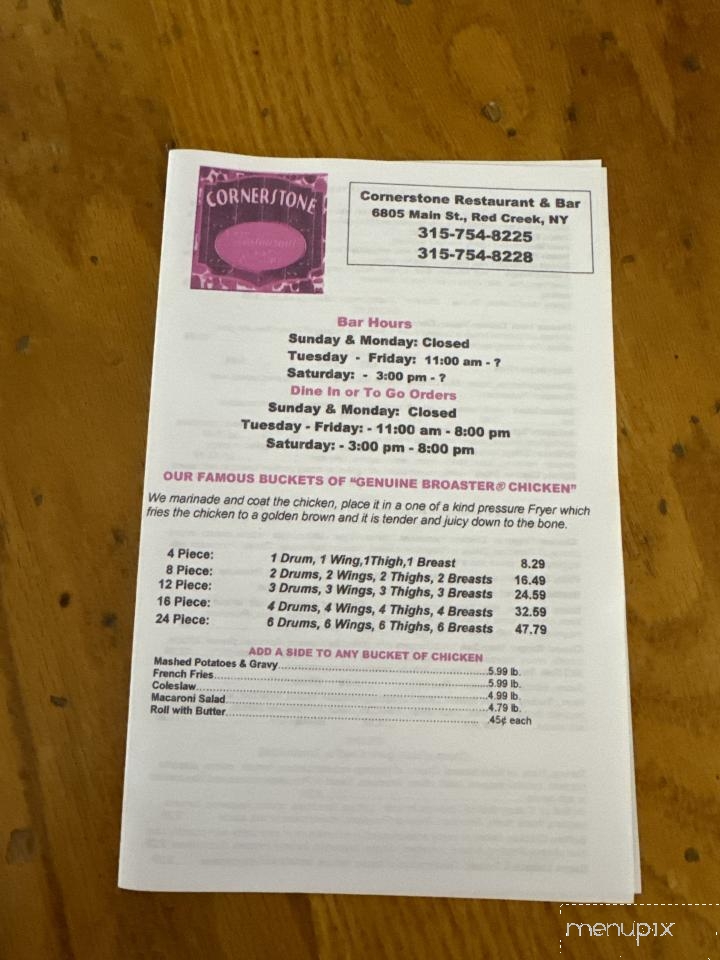 CORNERSTONE
Restaurant
Cornerstone Restaurant & Bar
6805 Main St., Red Creek, NY
315-754-8225
315-754-8228
Bar Hours
Sunday & Monday: Closed
Tuesday - Friday: 11:00 am - ?
Saturday: - 3:00 pm - ?
Dine In or To Go Orders
Sunday & Monday: Closed
Tuesday - Friday: - 11:00 am - 8:00 pm
Saturday: - 3:00 pm - 8:00 pm
OUR FAMOUS BUCKETS OF "GENUINE BROASTER® CHICKEN"
We marinade and coat the chicken, place it in a one of a kind pressure Fryer which
fries the chicken to a golden brown and it is tender and juicy down to the bone.
4 Piece: 1 Drum, 1 Wing,1Thigh,1 Breast 8.29
8 Piece: 2 Drums, 2 Wings, 2 Thighs, 2 Breasts 16.49
12 Piece: 3 Drums, 3 Wings, 3 Thighs, 3 Breasts 24.59
16 Piece: 4 Drums, 4 Wings, 4 Thighs, 4 Breasts 32.59
24 Piece: 6 Drums, 6 Wings, 6 Thighs, 6 Breasts 47.79
ADD A SIDE TO ANY BUCKET OF CHICKEN
Mashed Potatoes & Gravy 5.99 lb.
French Fries 5.99 lb.
Coleslaw 4.99 lb.
Macaroni Salad 4.79 lb.
Roll with Butter .45¢ each
menupix